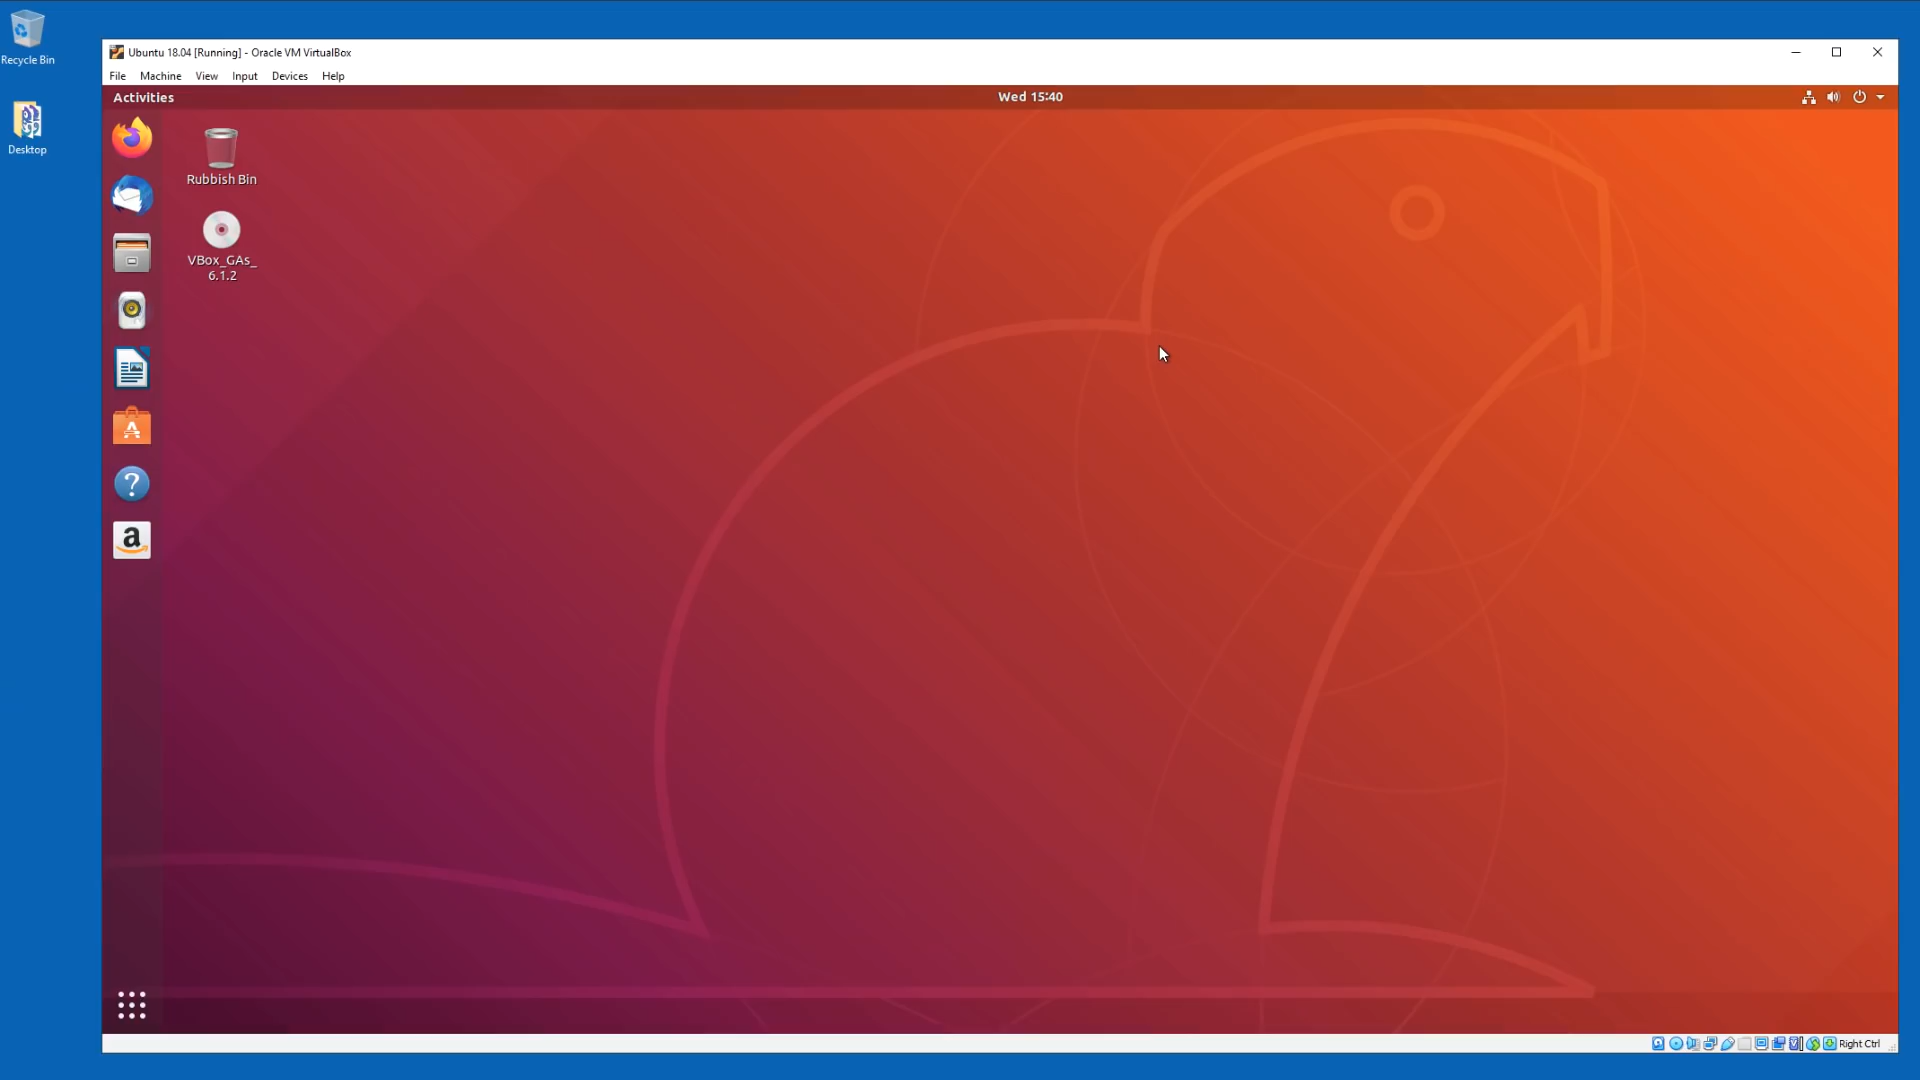 Recycle Bin
Desktop
Ubuntu 18.04 [Running] - Oracle VM VirtualBox
File Machine View Input Devices Help
Activities
Wed 15:40
Rubbish Bin
VBox_GAs_
6.1.2
Right Ctrl